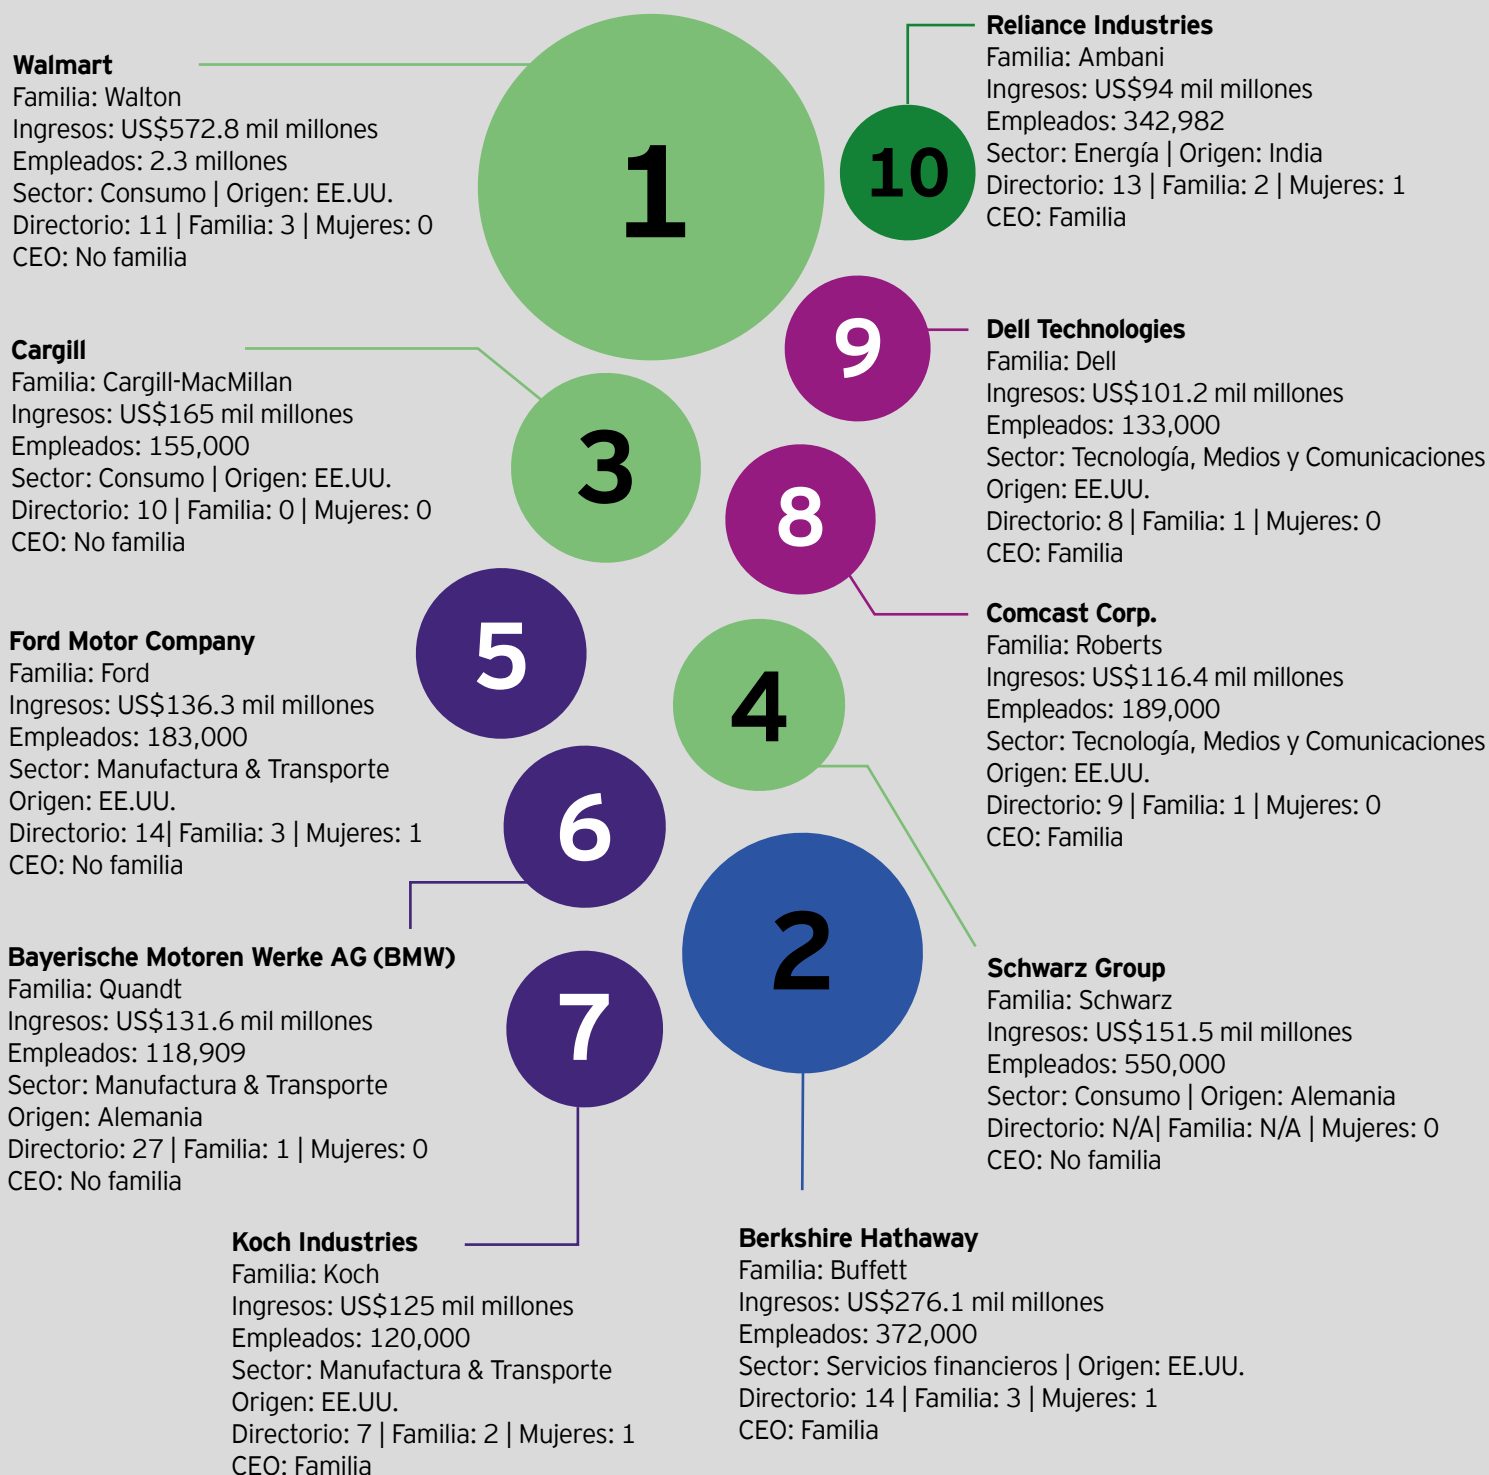 Walmart
Familia: Walton
Ingresos: US$572.8 mil millones
Empleados: 2.3 millones
Sector: Consumo | Origen: EE.UU.
Directorio: 11 | Familia: 3 | Mujeres: 0
CEO: No familia
1
10
Reliance Industries
Familia: Ambani
Ingresos: US$94 mil millones
Empleados: 342,982
Sector: Energía | Origen: India
Directorio: 13 | Familia: 2 | Mujeres: 1
CEO: Familia
Cargill
Familia: Cargill-MacMillan
Ingresos: US$165 mil millones
Empleados: 155,000
Sector: Consumo | Origen: EE.UU.
Directorio: 10 | Familia: 0 | Mujeres: 0
CEO: No familia
3
9
Dell Technologies
Familia: Dell
Ingresos: US$101.2 mil millones
Empleados: 133,000
Sector: Tecnología, Medios y Comunicaciones
Origen: EE.UU.
Directorio: 8 | Familia: 1 | Mujeres: 0
CEO: Familia
8
Comcast Corp.
Familia: Roberts
Ingresos: US$116.4 mil millones
Empleados: 189,000
Sector: Tecnología, Medios y Comunicaciones
Origen: EE.UU.
Directorio: 9 | Familia: 1 | Mujeres: 0
CEO: Familia
Ford Motor Company
Familia: Ford
Ingresos: US$136.3 mil millones
Empleados: 183,000
Sector: Manufactura & Transporte
Origen: EE.UU.
Directorio: 14| Familia: 3 | Mujeres: 1
CEO: No familia
5
4
6
Bayerische Motoren Werke AG (BMW)
Familia: Quandt
Ingresos: US$131.6 mil millones
Empleados: 118,909
Sector: Manufactura & Transporte
Origen: Alemania
Directorio: 27 | Familia: 1 | Mujeres: 0
CEO: No familia
7
2
Schwarz Group
Familia: Schwarz
Ingresos: US$151.5 mil millones
Empleados: 550,000
Sector: Consumo | Origen: Alemania
Directorio: N/A| Familia: N/A | Mujeres: 0
CEO: No familia
Koch Industries
Familia: Koch
Ingresos: US$125 mil millones
Empleados: 120,000
Sector: Manufactura & Transporte
Origen: EE.UU.
Directorio: 7 | Familia: 2 | Mujeres: 1
CEO: Familia
Berkshire Hathaway
Familia: Buffett
Ingresos: US$276.1 mil millones
Empleados: 372,000
Sector: Servicios financieros | Origen: EE.UU.
Directorio: 14 | Familia: 3 | Mujeres: 1
CEO: Familia